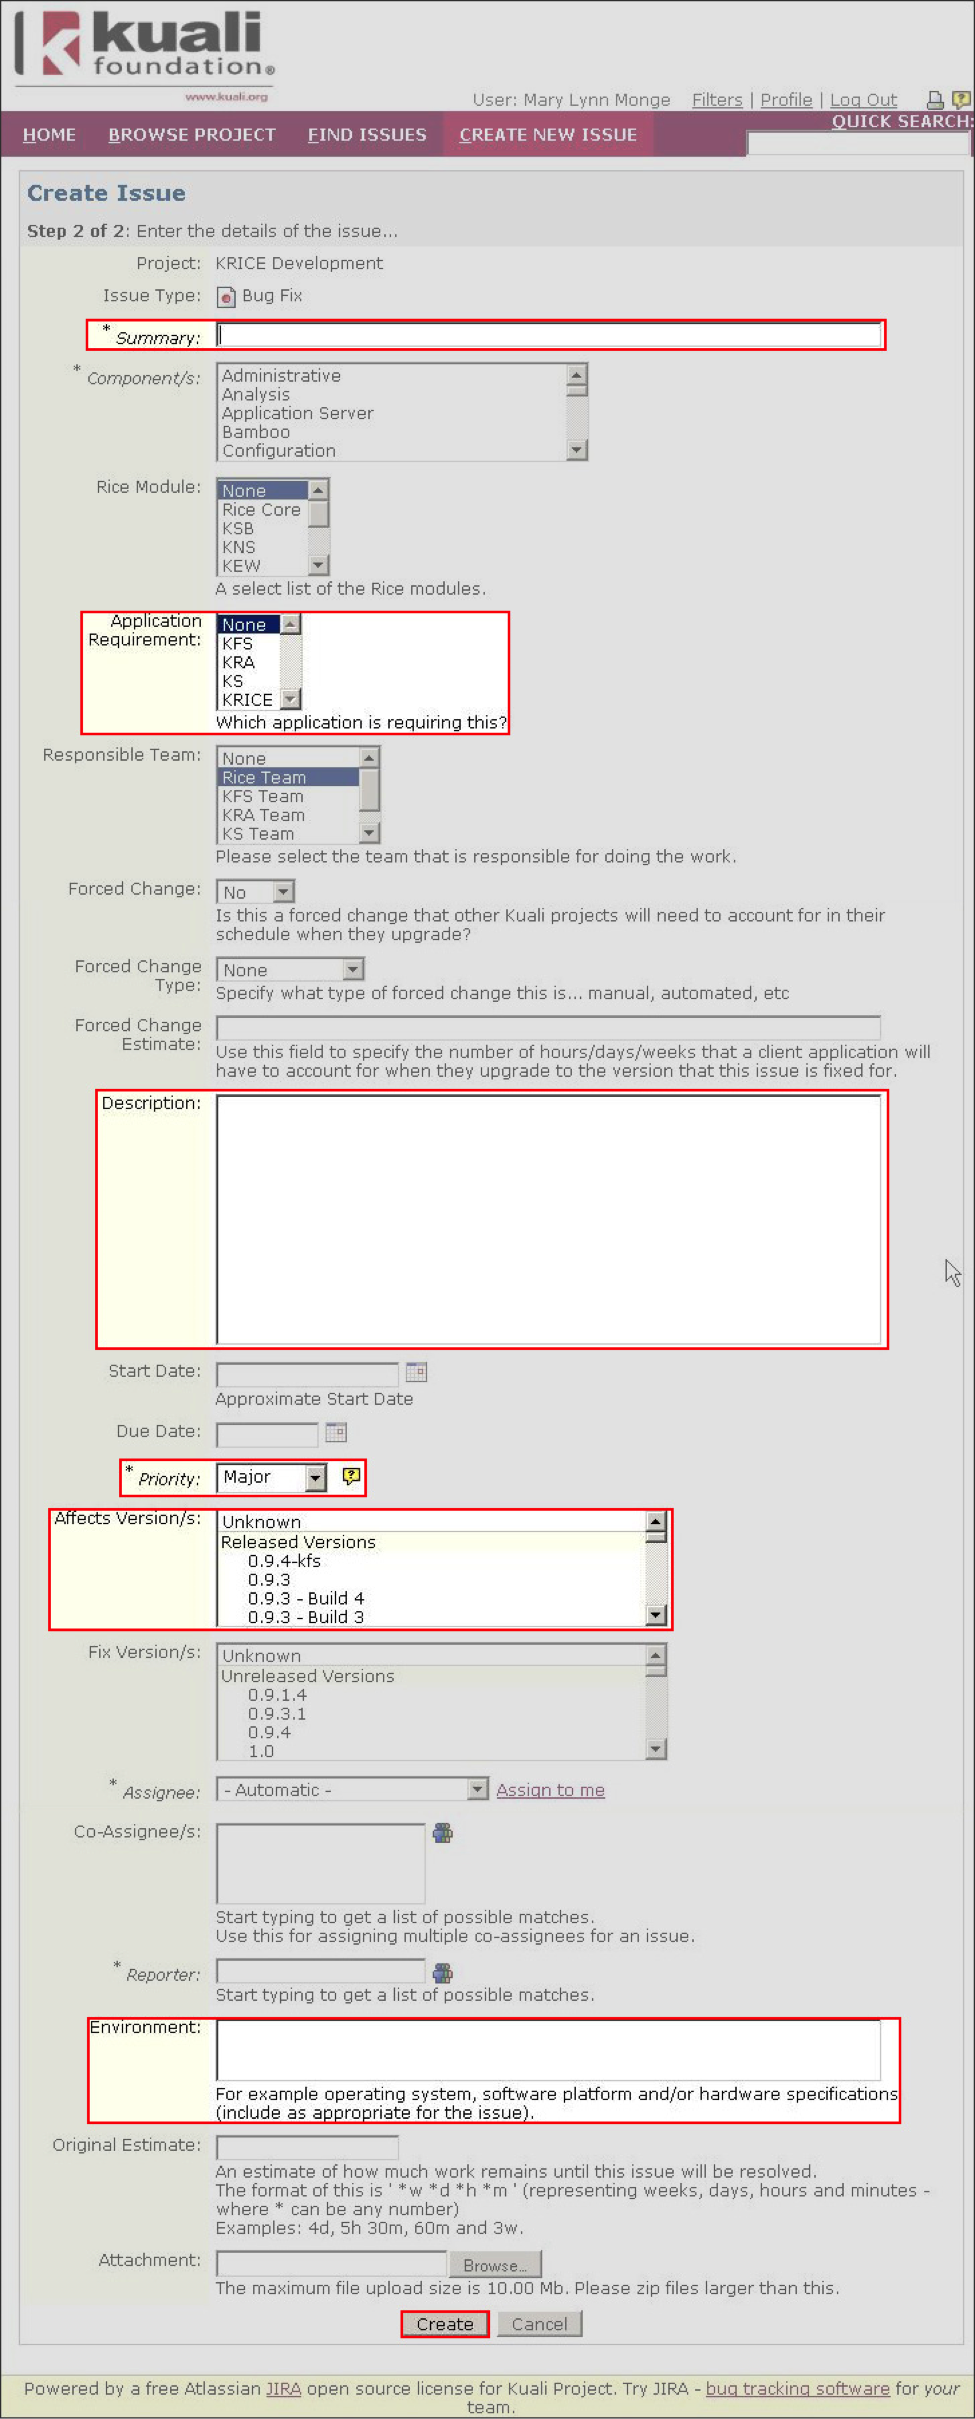 kuali
foundation®
www.kuali.org
User: Mary Lynn Monge Filters | Profile | Log Out
HOME BROWSE PROJECT FIND ISSUES CREATE NEW ISSUE QUICK SEARCH:
Create Issue
Step 2 of 2: Enter the details of the issue...
Project: KRICE Development
Issue Type: Bug Fix
* Summary:
* Component/s: Administrative
Analysis
Application Server
Bamboo
Configuration
Rice Module: None
Rice Core
KSB
KNS
KEW
A select list of the Rice modules.
Application Requirement: None
KFS
KRA
KS
KRICE
Which application is requiring this?
Responsible Team: None
Rice Team
KFS Team
KRA Team
KS Team
Please select the team that is responsible for doing the work.
Forced Change: No
Is this a forced change that other Kuali projects will need to account for in their
schedule when they upgrade?
Forced Change Type: None
Specify what type of forced change this is... manual, automated, etc
Forced Change
Estimate:
Use this field to specify the number of hours/days/weeks that a client application will
have to account for when they upgrade to the version that this issue is fixed for.
Description:
Start Date:
Approximate Start Date
Due Date:
* Priority: Major
Affects Version/s: Unknown
Released Versions
0.9.4-kfs
0.9.3
0.9.3 - Build 4
0.9.3 - Build 3
Fix Version/s: Unknown
Unreleased Versions
0.9.1.4
0.9.3.1
0.9.4
1.0
* Assignee: - Automatic - Assign to me
Co-Assignee/s:
Start typing to get a list of possible matches.
Use this for assigning multiple co-assignees for an issue.
* Reporter:
Start typing to get a list of possible matches.
Environment:
For example operating system, software platform and/or hardware specifications
(include as appropriate for the issue).
Original Estimate:
An estimate of how much work remains until this issue will be resolved.
The format of this is ' *w *d *h *m ' (representing weeks, days, hours and minutes -
where * can be any number)
Examples: 4d, 5h 30m, 60m and 3w.
Attachment: Browse...
The maximum file upload size is 10.00 Mb. Please zip files larger than this.
Create Cancel
Powered by a free Atlassian JIRA open source license for Kuali Project. Try JIRA - bug tracking software for your
team.